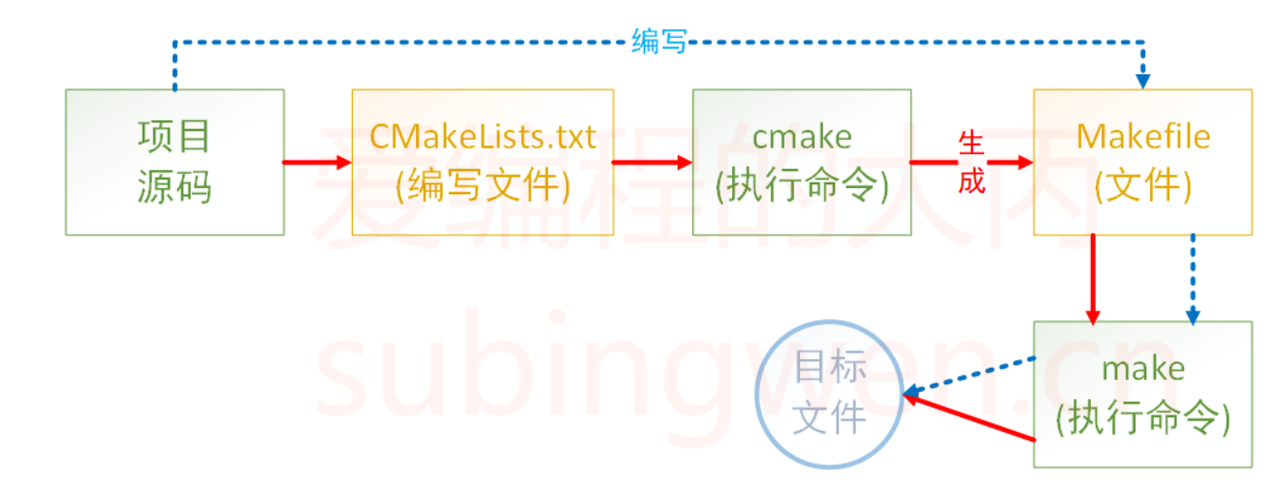 编写
项目
源码
CMakeLists.txt
(编写文件)
cmake
(执行命令)
生
成
Makefile
(文件)
爱编程的大丙
subingwen.cn
目标
文件
make
(执行命令)